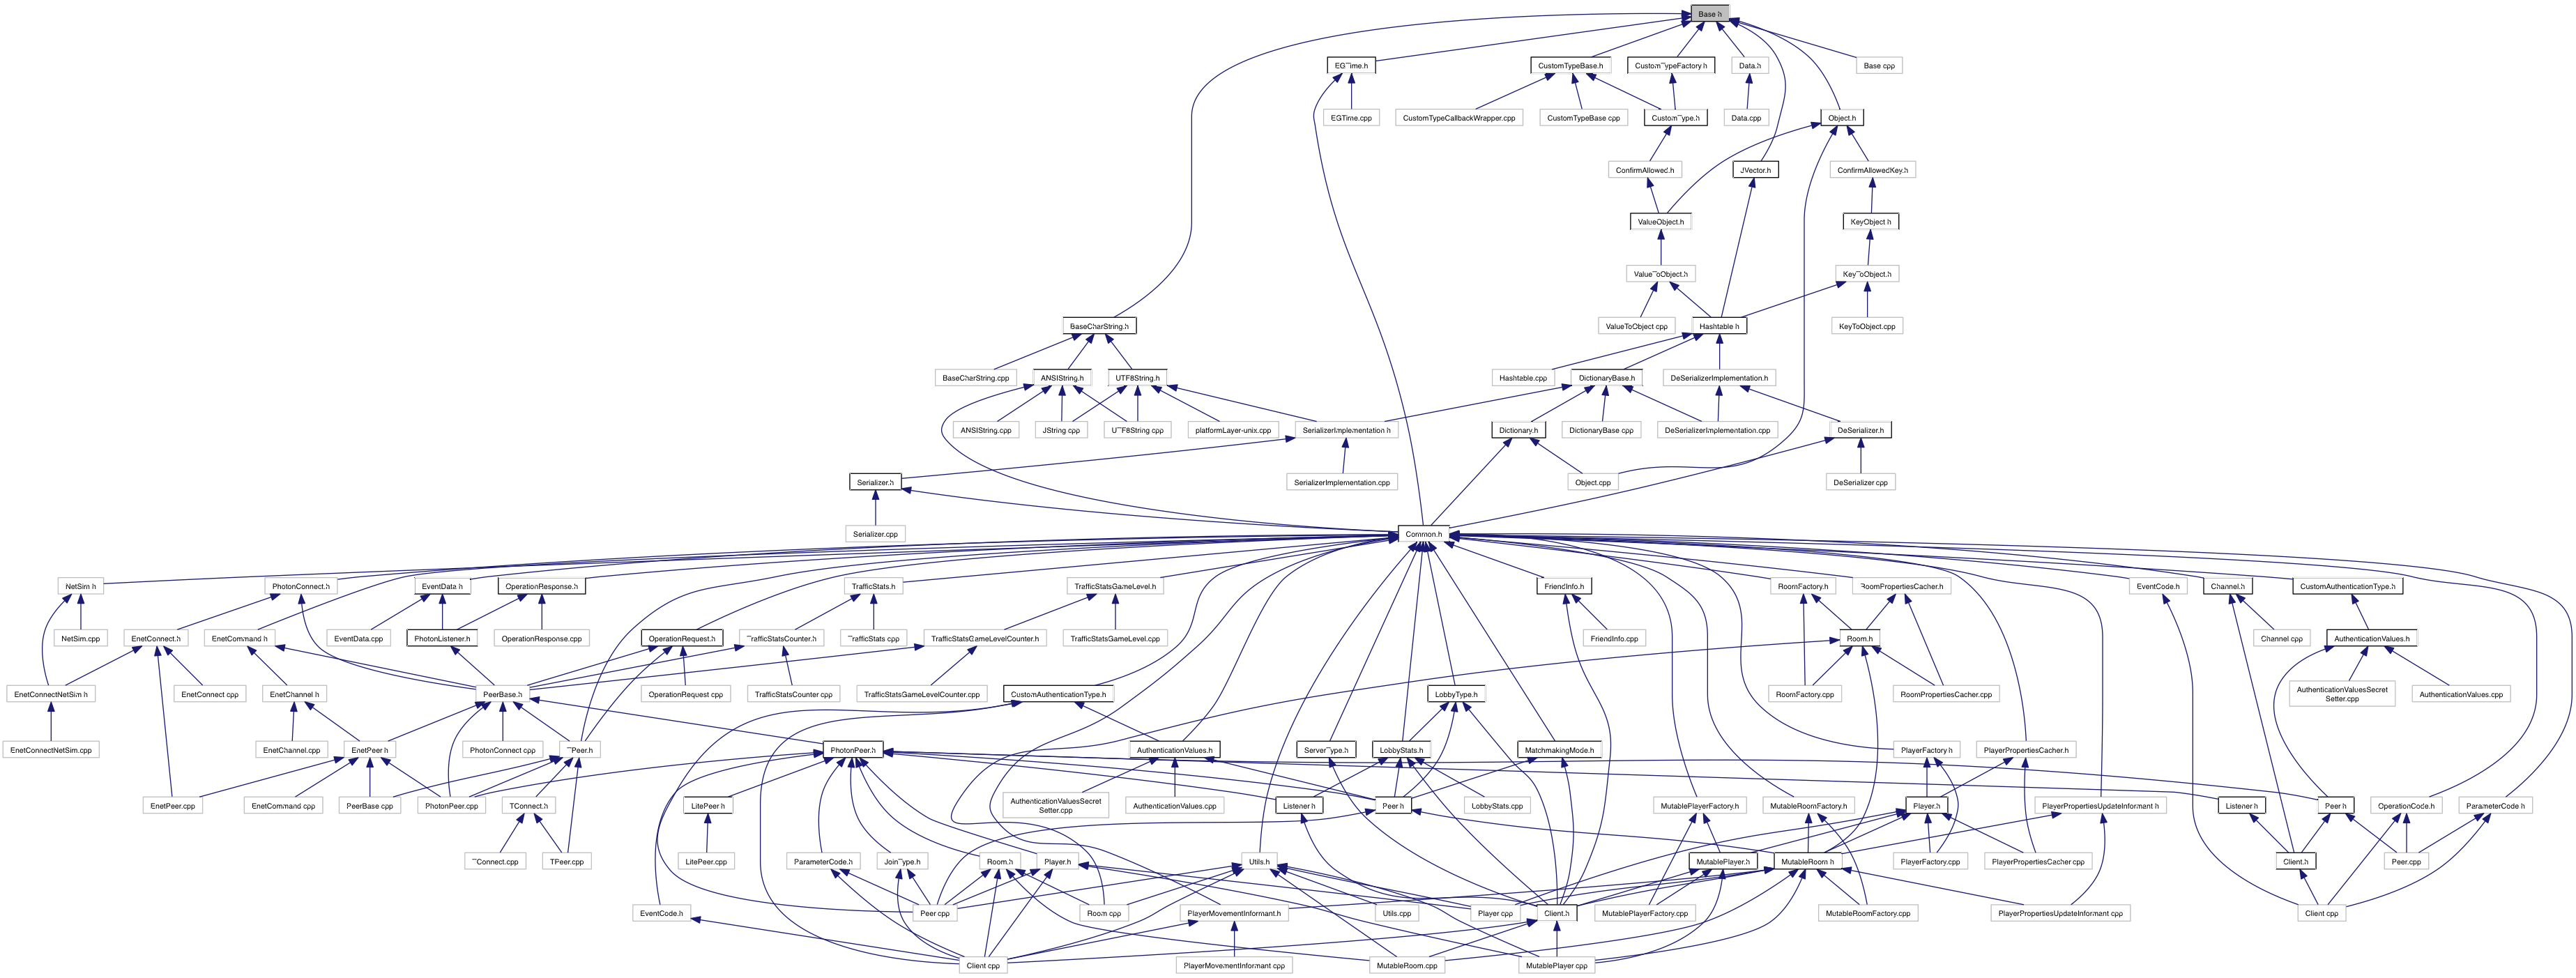 Base.h
EGTime.h
CustomTypeBase.h
CustomTypeFactory.h
Data.h
Base.cpp
EGTime.cpp
CustomTypeCallbackWrapper.cpp
CustomTypeBase.cpp
CustomType.h
Data.cpp
Object.h
ConfirmAllowed.h
JVector.h
ConfirmAllowedKey.h
ValueObject.h
KeyObject.h
ValueToObject.h
KeyToObject.h
BaseCharString.h
ValueToObject.cpp
Hashtable.h
KeyToObject.cpp
BaseCharString.cpp
ANSIString.h
UTF8String.h
Hashtable.cpp
DictionaryBase.h
DeSerializerImplementation.h
ANSIString.cpp
JString.cpp
UTF8String.cpp
platformLayer-unix.cpp
SerializerImplementation.h
Dictionary.h
DictionaryBase.cpp
DeSerializerImplementation.cpp
DeSerializer.h
Serializer.h
SerializerImplementation.cpp
Object.cpp
DeSerializer.cpp
Serializer.cpp
Common.h
NetSim.h
PhotonConnect.h
EventData.h
OperationResponse.h
TrafficStats.h
TrafficStatsGameLevel.h
FriendInfo.h
RoomFactory.h
RoomPropertiesCacher.h
EventCode.h
Channel.h
CustomAuthenticationType.h
NetSim.cpp
EnetConnect.h
EnetCommand.h
EventData.cpp
PhotonListener.h
OperationResponse.cpp
OperationRequest.h
TrafficStatsCounter.h
TrafficStats.cpp
TrafficStatsGameLevelCounter.h
TrafficStatsGameLevel.cpp
FriendInfo.cpp
Room.h
Channel.cpp
AuthenticationValues.h
EnetConnectNetSim.h
EnetConnect.cpp
EnetChannel.h
PeerBase.h
OperationRequest.cpp
TrafficStatsCounter.cpp
TrafficStatsGameLevelCounter.cpp
CustomAuthenticationType.h
LobbyType.h
RoomFactory.cpp
RoomPropertiesCacher.cpp
AuthenticationValuesSecret
Setter.cpp
AuthenticationValues.cpp
EnetConnectNetSim.cpp
EnetChannel.cpp
EnetPeer.h
PhotonConnect.cpp
TPeer.h
PhotonPeer.h
AuthenticationValues.h
ServerType.h
LobbyStats.h
MatchmakingMode.h
PlayerFactory.h
PlayerPropertiesCacher.h
EnetPeer.cpp
EnetCommand.cpp
PeerBase.cpp
PhotonPeer.cpp
TConnect.h
LitePeer.h
AuthenticationValuesSecret
Setter.cpp
AuthenticationValues.cpp
Listener.h
Peer.h
LobbyStats.cpp
MutablePlayerFactory.h
MutableRoomFactory.h
Player.h
PlayerPropertiesUpdateInformant.h
Listener.h
Peer.h
OperationCode.h
ParameterCode.h
TConnect.cpp
TPeer.cpp
LitePeer.cpp
ParameterCode.h
JoinType.h
Room.h
Player.h
Utils.h
MutablePlayer.h
MutableRoom.h
PlayerFactory.cpp
PlayerPropertiesCacher.cpp
Client.h
Peer.cpp
EventCode.h
Peer.cpp
Room.cpp
PlayerMovementInformant.h
Utils.cpp
Player.cpp
Client.h
MutablePlayerFactory.cpp
MutableRoomFactory.cpp
PlayerPropertiesUpdateInformant.cpp
Client.cpp
Client.cpp
PlayerMovementInformant.cpp
MutableRoom.cpp
MutablePlayer.cpp